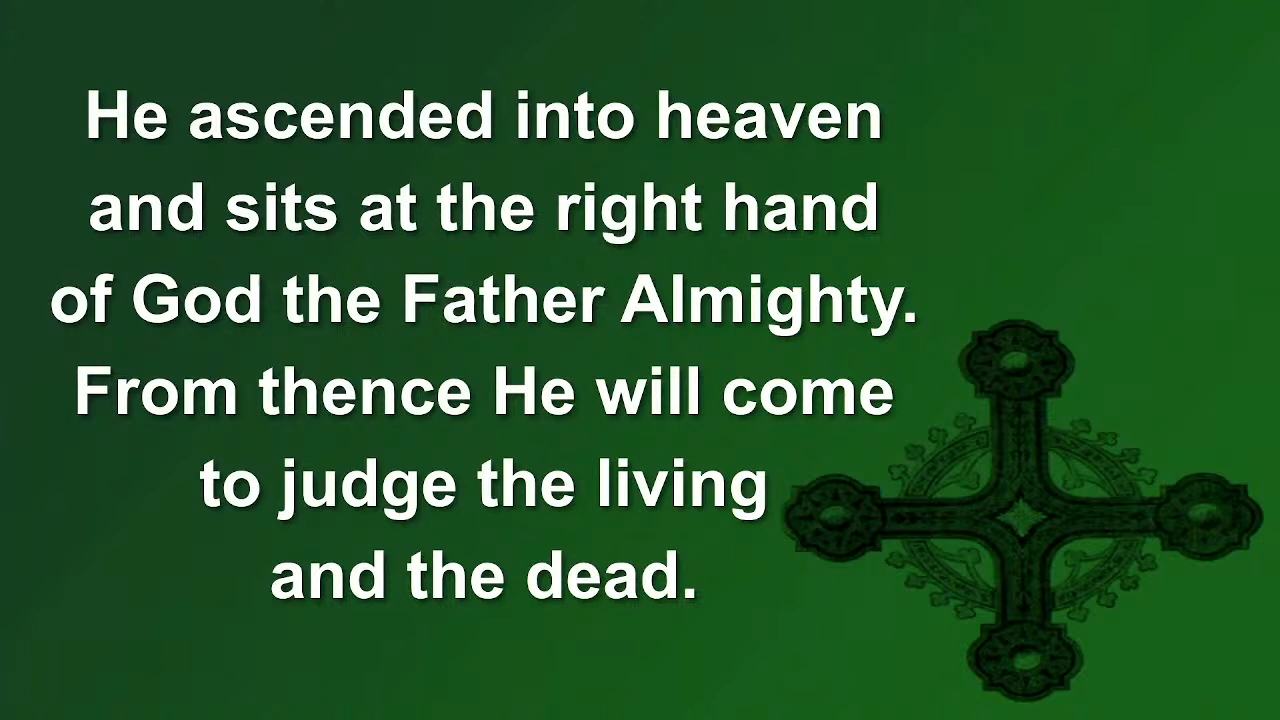 He ascended into heaven
and sits at the right hand
of God the Father Almighty.
From thence He will come
to judge the living
and the dead.